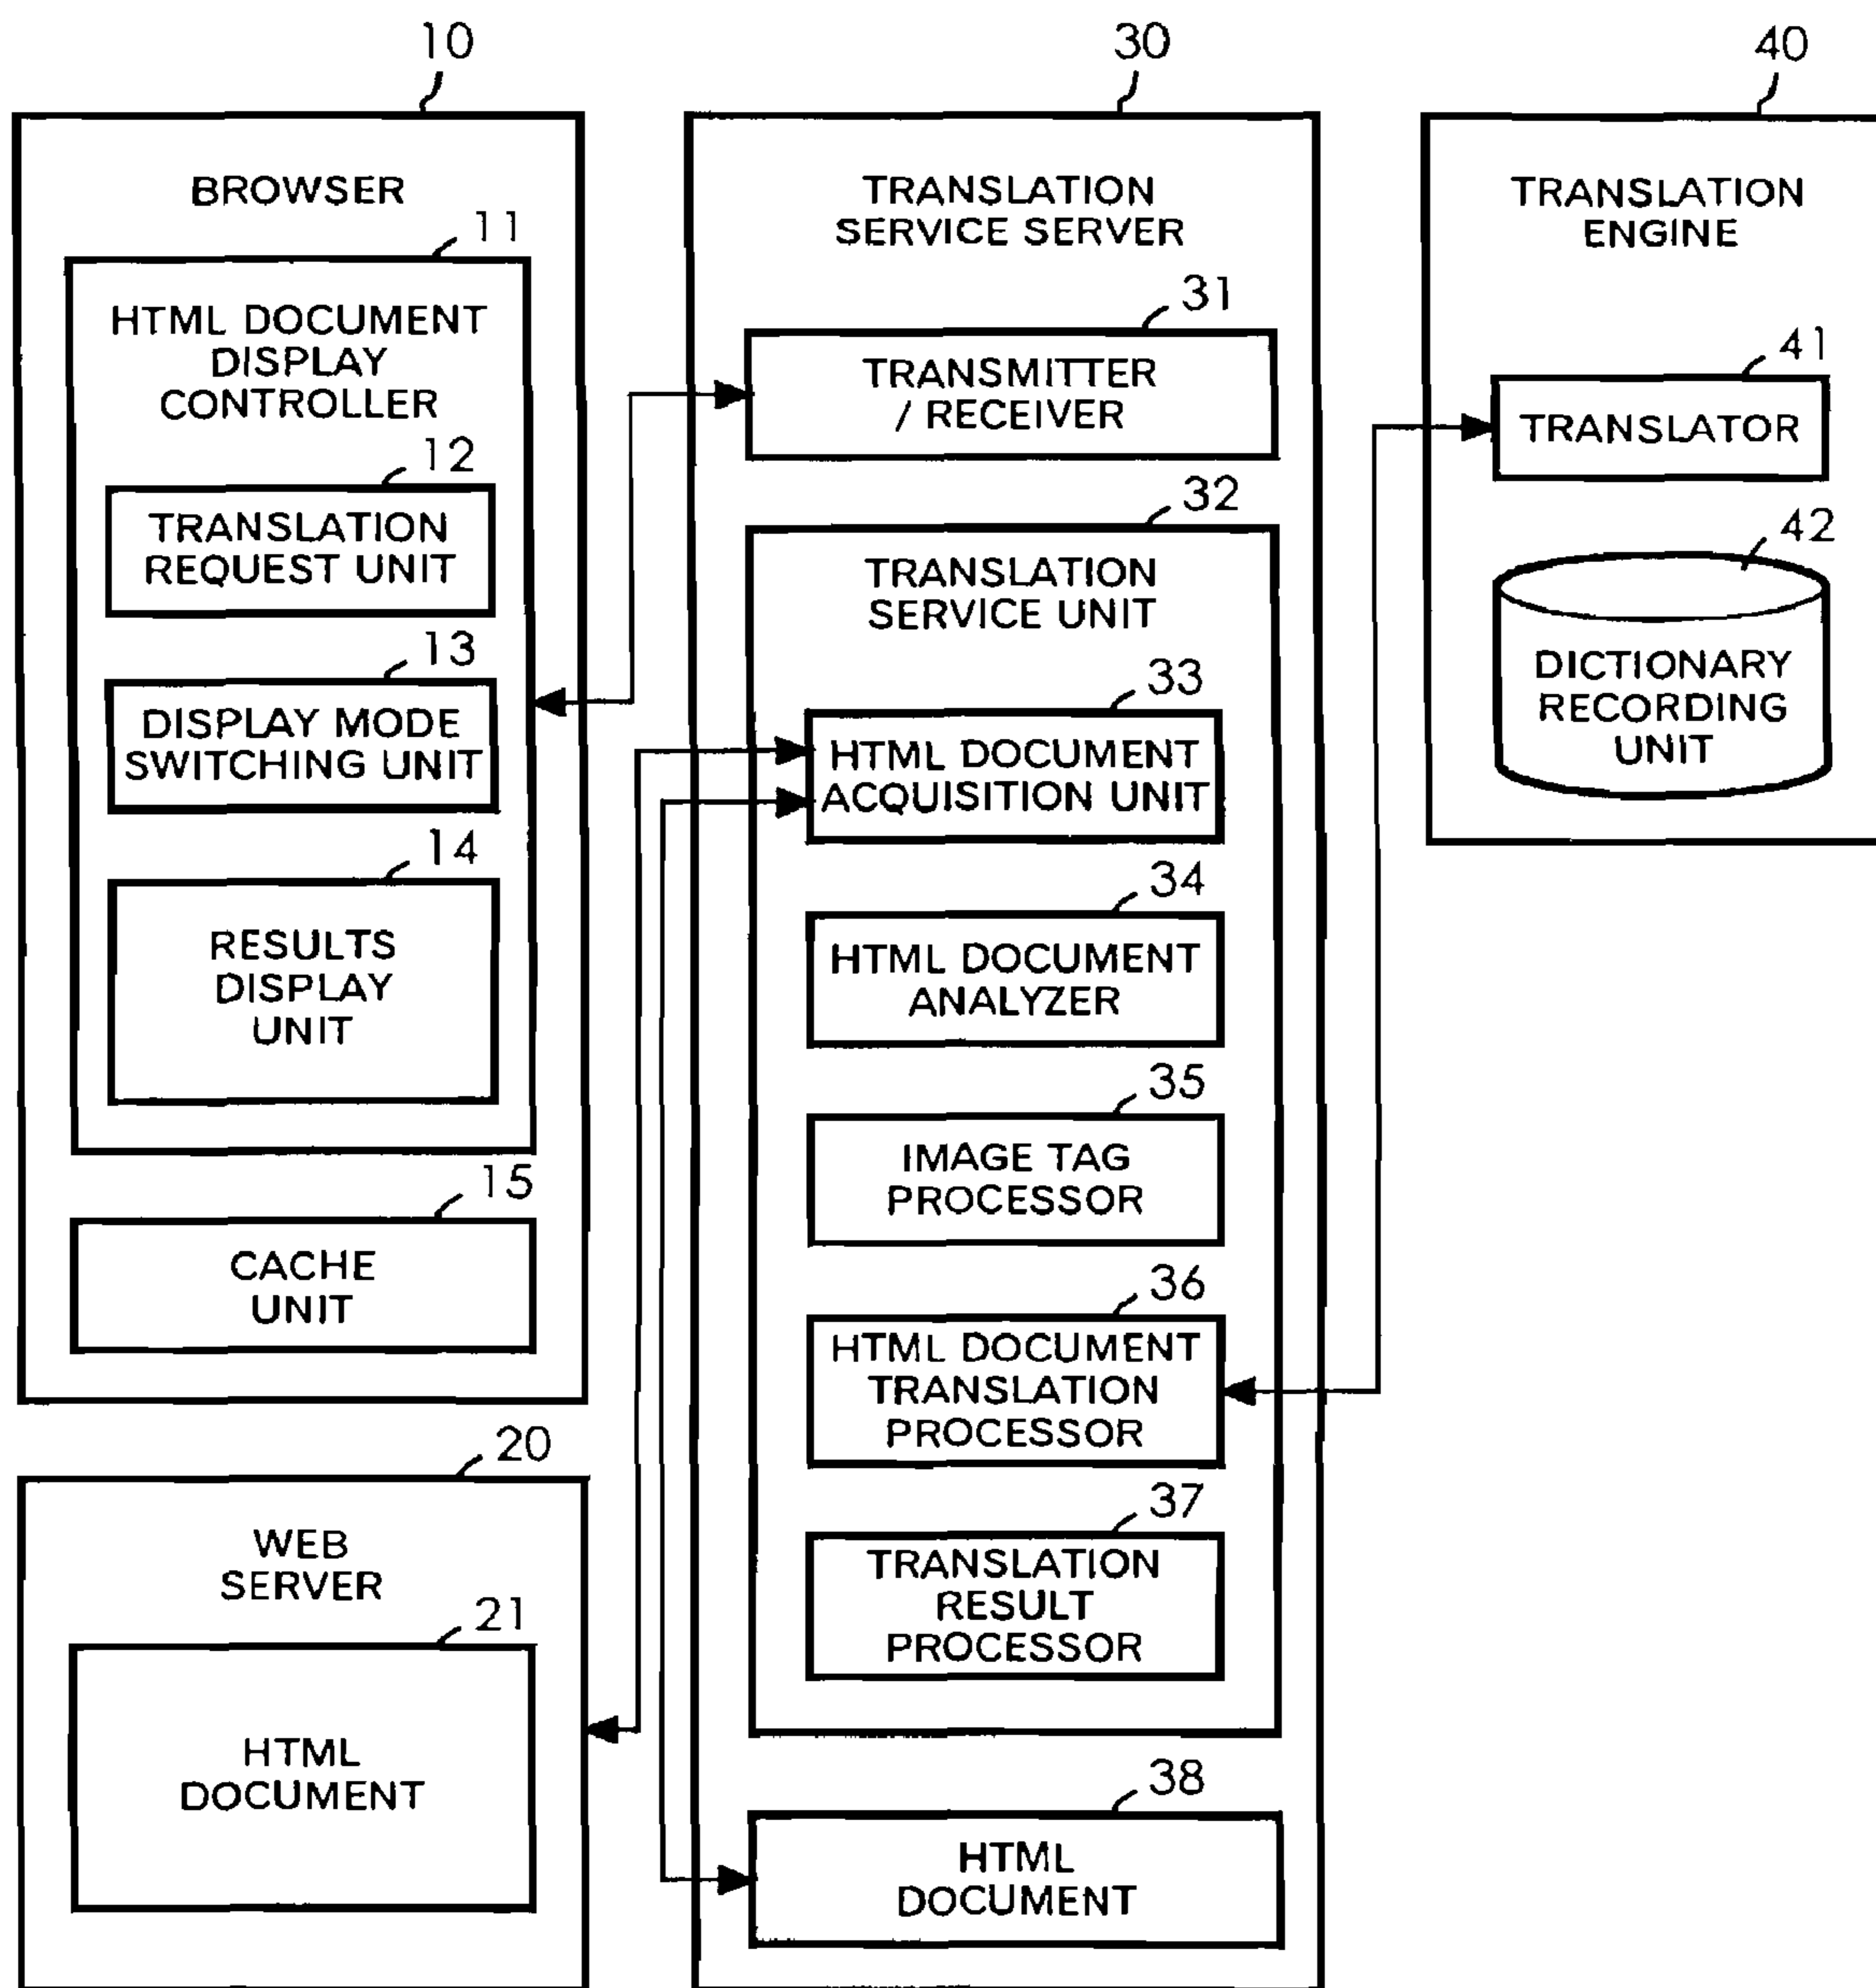 10
BROWSER
11
HTML DOCUMENT
DISPLAY
CONTROLLER
12
TRANSLATION
REQUEST UNIT
13
DISPLAY MODE
SWITCHING UNIT
14
RESULTS
DISPLAY
UNIT
15
CACHE
UNIT
20
WEB
SERVER
21
HTML
DOCUMENT
30
TRANSLATION
SERVICE SERVER
31
TRANSMITTER
/ RECEIVER
32
TRANSLATION
SERVICE UNIT
33
HTML DOCUMENT
ACQUISITION UNIT
34
HTML DOCUMENT
ANALYZER
35
IMAGE TAG
PROCESSOR
36
HTML DOCUMENT
TRANSLATION
PROCESSOR
37
TRANSLATION
RESULT
PROCESSOR
38
HTML
DOCUMENT
40
TRANSLATION
ENGINE
41
TRANSLATOR
42
DICTIONARY
RECORDING
UNIT